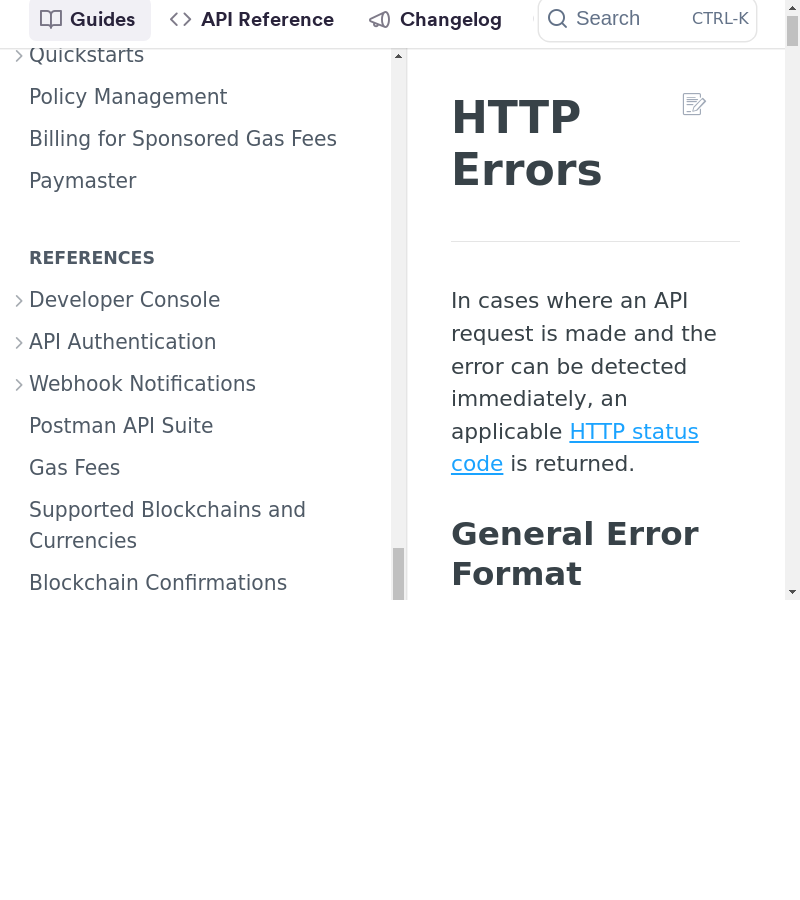 Guides
API Reference
Changelog
Search
CTRL-K
Quickstarts
Policy Management
Billing for Sponsored Gas Fees
Paymaster
REFERENCES
Developer Console
API Authentication
Webhook Notifications
Postman API Suite
Gas Fees
Supported Blockchains and
Currencies
Blockchain Confirmations
HTTP
Errors
In cases where an API
request is made and the
error can be detected
immediately, an
applicable HTTP status
code is returned.
General Error
Format